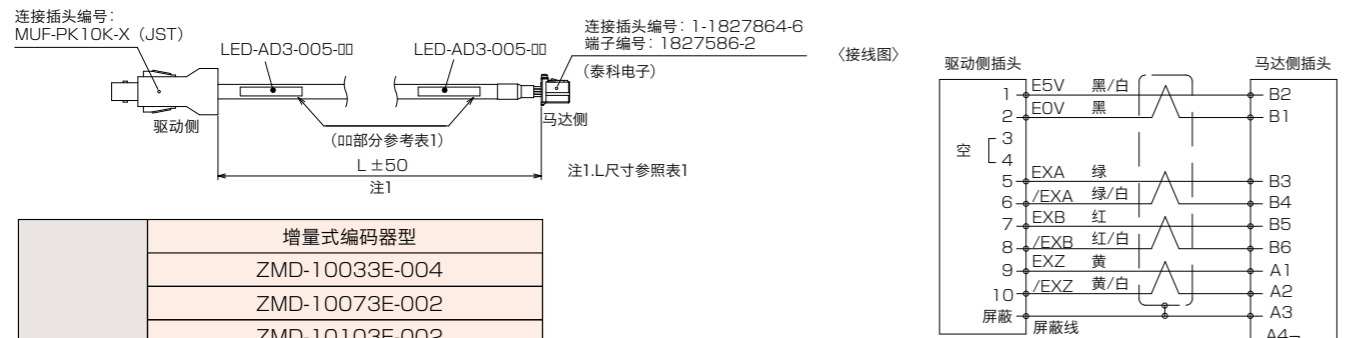 连接插头编号：
MUF-PK10K-X（JST）
LED-AD3-005-□□
LED-AD3-005-□□
连接插头编号：1-1827864-6
端子编号：1827586-2
（泰科电子）
驱动侧
马达侧
（□□部分参考表1）
L±50
注1
注1.L尺寸参照表1
增量式编码器型
ZMD-10033E-004
ZMD-10073E-002
ZMD-10103E-002
〈接线图〉
驱动侧插头 马达侧插头
1 E5V 黑/白 B2
2 E0V 黑 B1
空 3
4
5 EXA 绿 B3
6 /EXA 绿/白 B4
7 EXB 红 B5
8 /EXB 红/白 B6
9 EXZ 黄 A1
10 /EXZ 黄/白 A2
屏蔽 屏蔽线 A3
A4